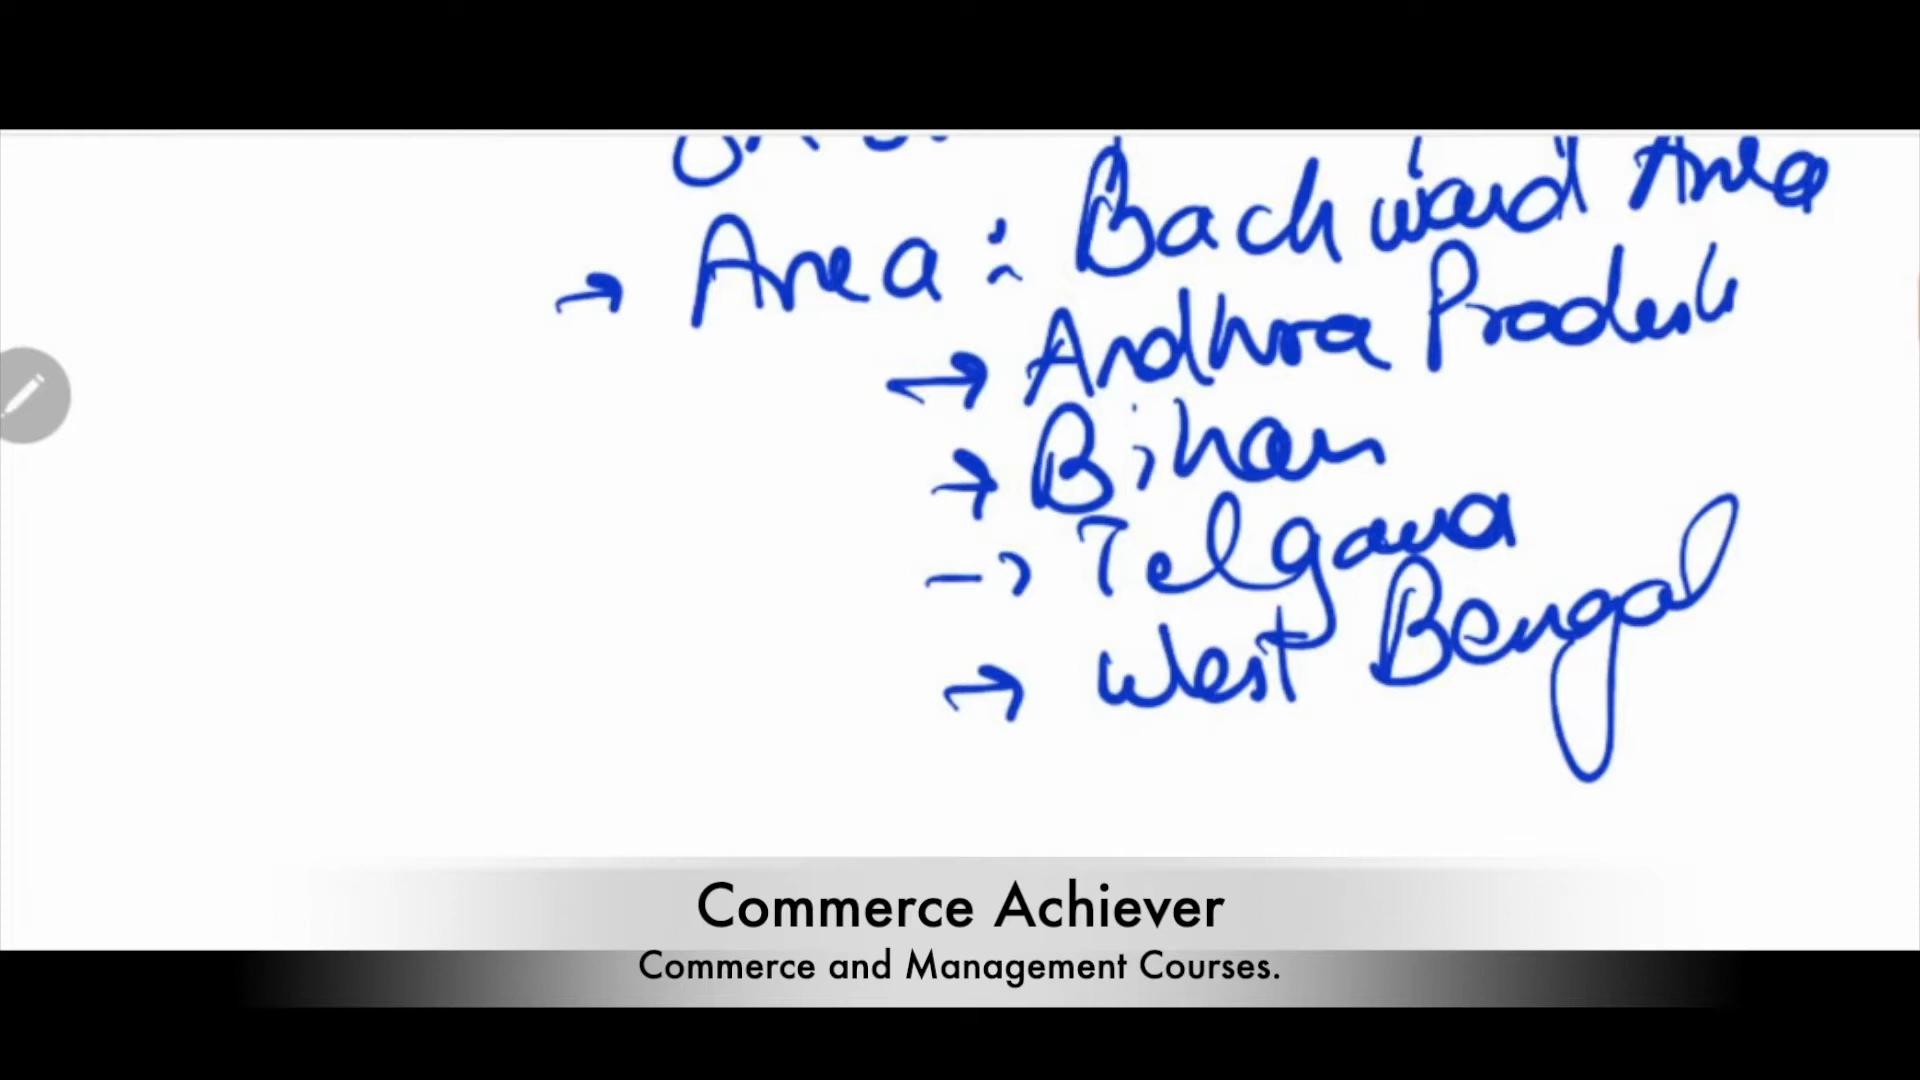 → Area : Backward Area
→ Andhra Pradesh
→ Bihar
→ Telgana
→ West Bengal
Commerce Achiever
Commerce and Management Courses.